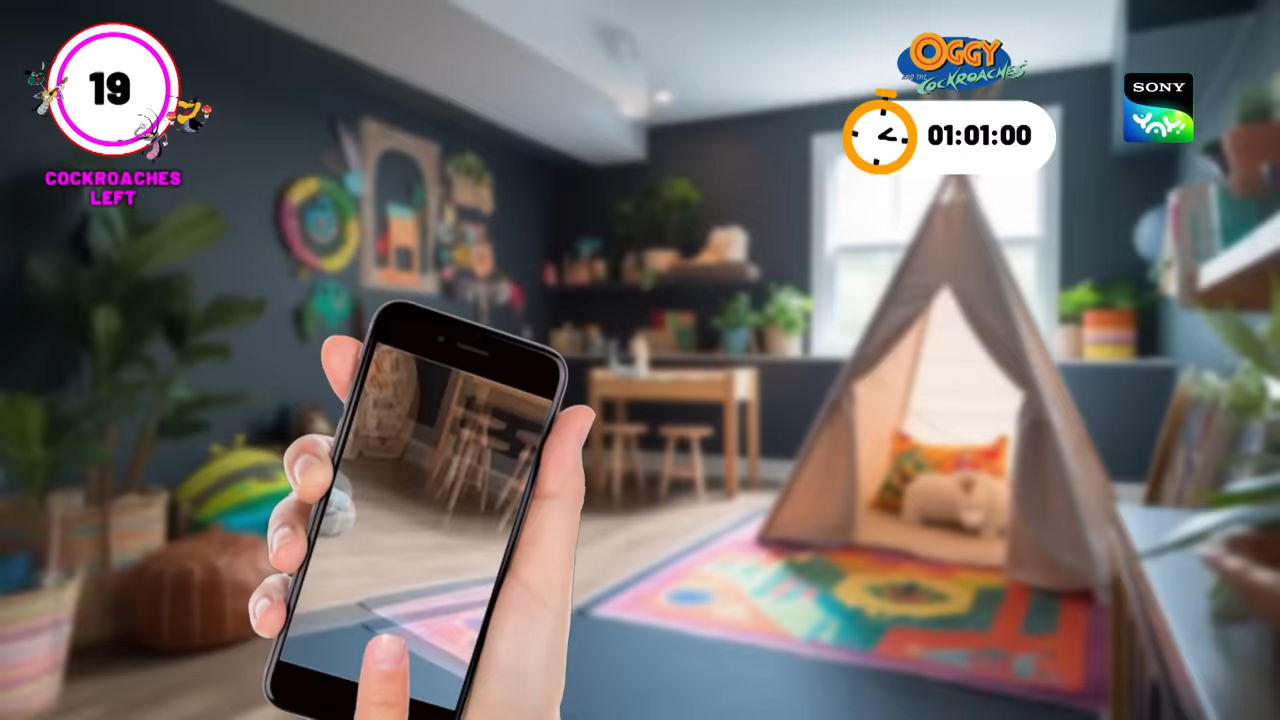 19
COCKROACHES
LEFT
OGGY
AND THE
COCKROACHES
01:01:00
SONY
YAY!